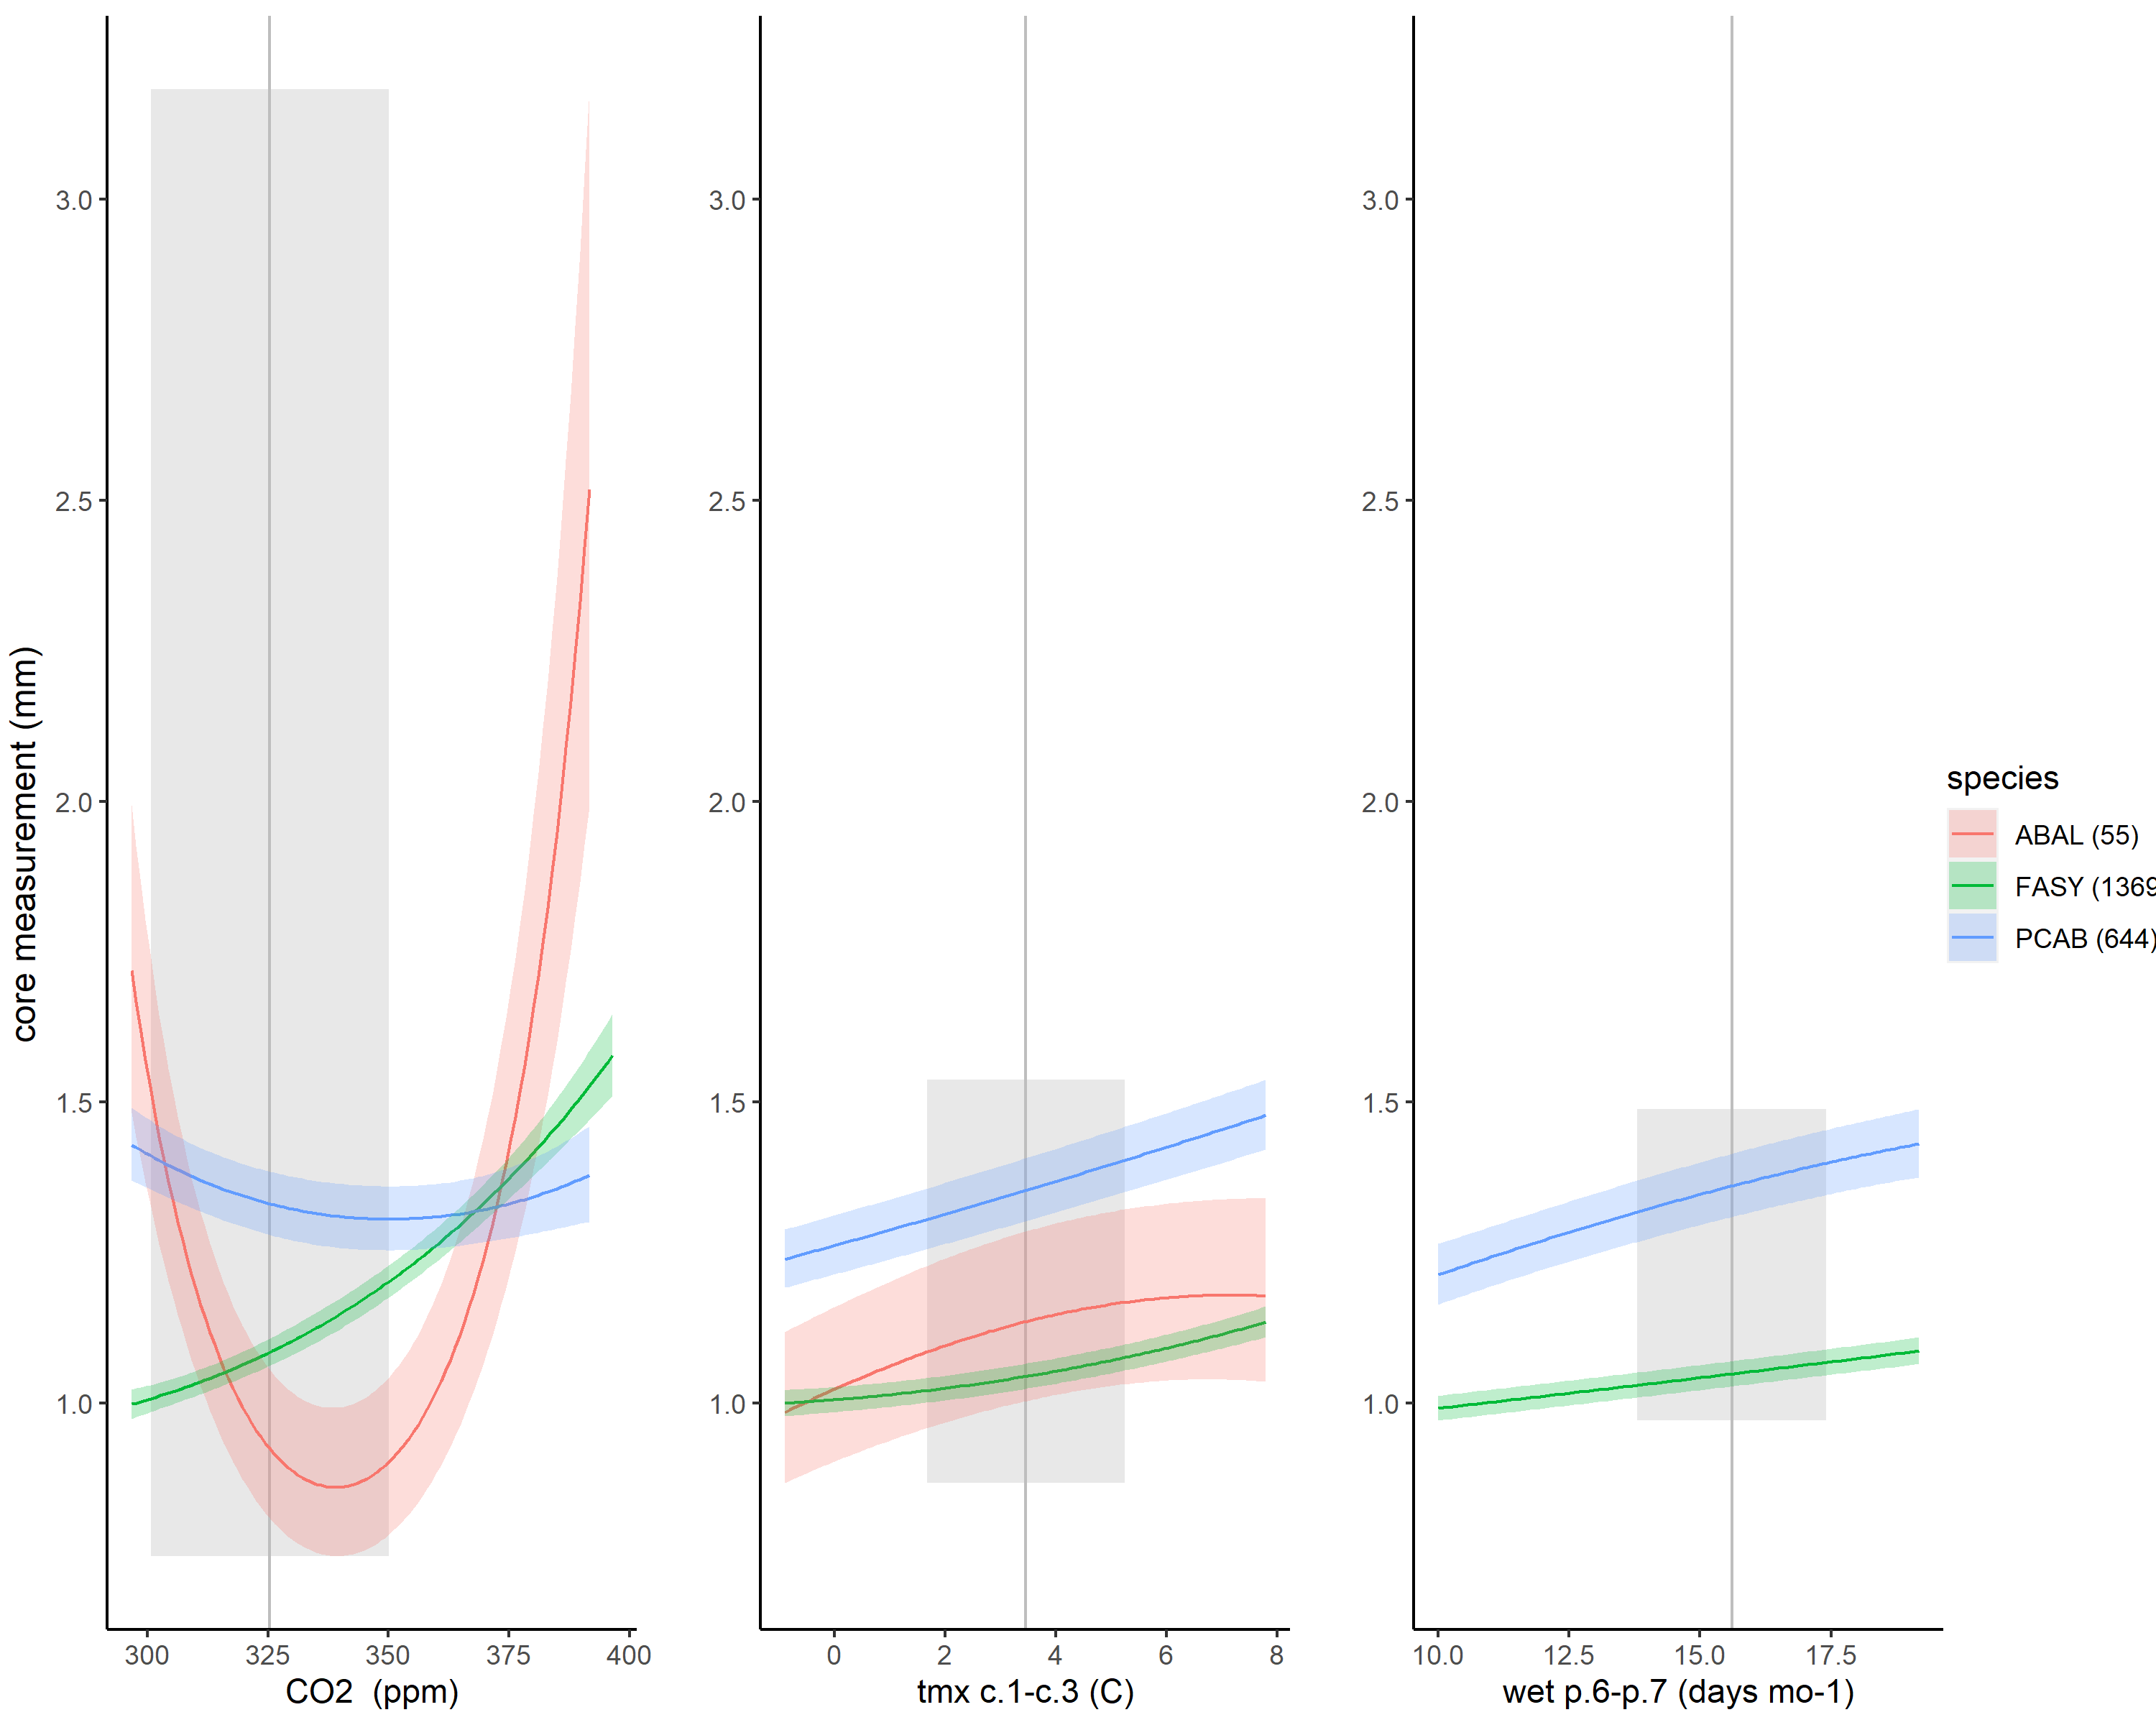 core measurement (mm)
3.0
2.5
2.0
1.5
1.0
300 325 350 375 400
CO2 (ppm)
3.0
2.5
2.0
1.5
1.0
0 2 4 6 8
tmx c.1-c.3 (C)
3.0
2.5
2.0
1.5
1.0
10.0 12.5 15.0 17.5
wet p.6-p.7 (days mo-1)
species
ABAL (55)
FASY (1369
PCAB (644)